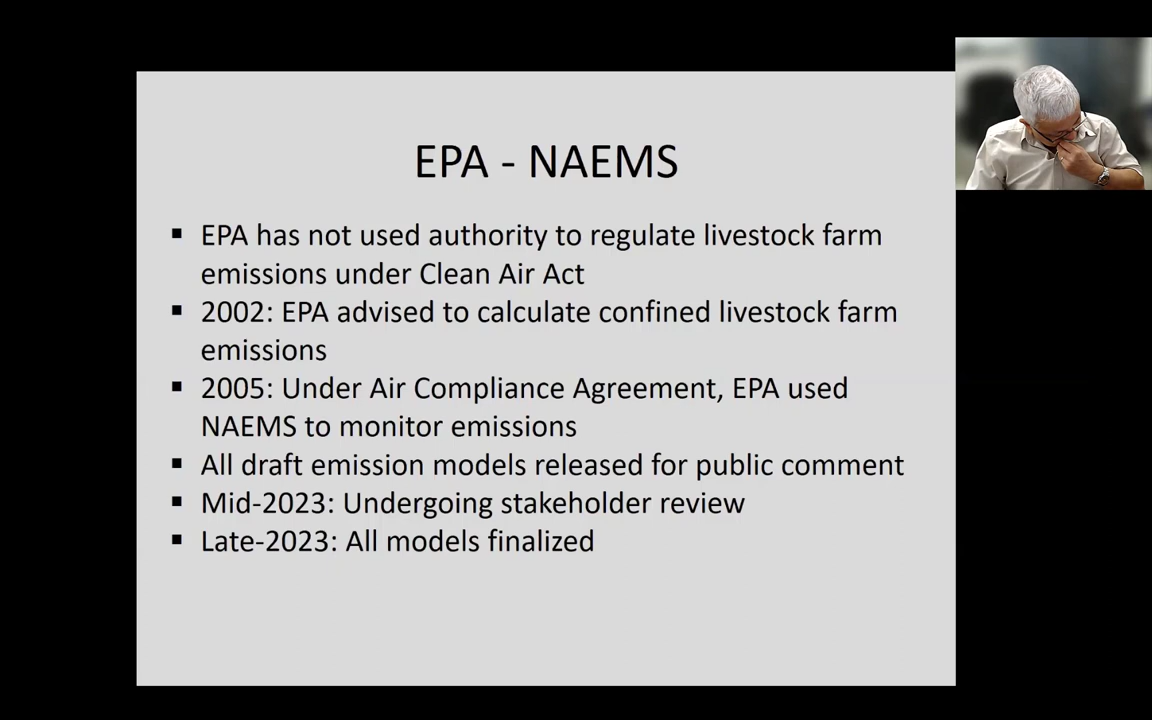 EPA - NAEMS
▪ EPA has not used authority to regulate livestock farm
emissions under Clean Air Act
▪ 2002: EPA advised to calculate confined livestock farm
emissions
▪ 2005: Under Air Compliance Agreement, EPA used
NAEMS to monitor emissions
▪ All draft emission models released for public comment
▪ Mid-2023: Undergoing stakeholder review
▪ Late-2023: All models finalized